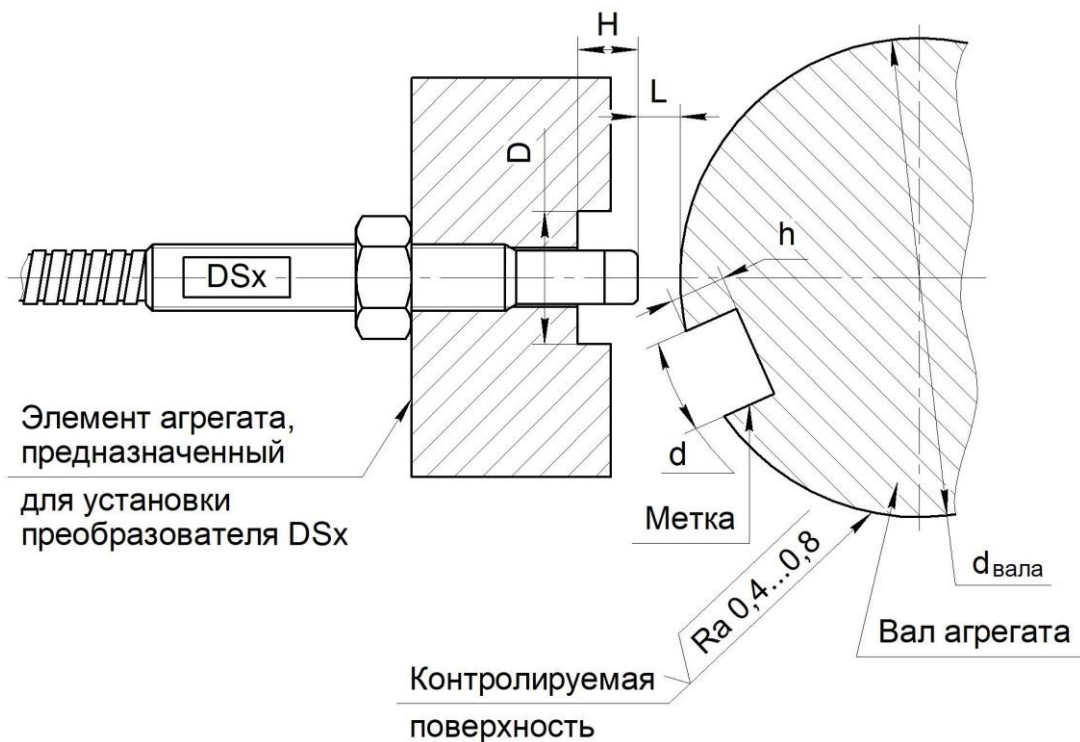 H
L
D
h
DSx
Элемент агрегата,
предназначенный
для установки
преобразователя DSx
d
Метка
Ra 0,4...0,8
dвала
Вал агрегата
Контролируемая
поверхность